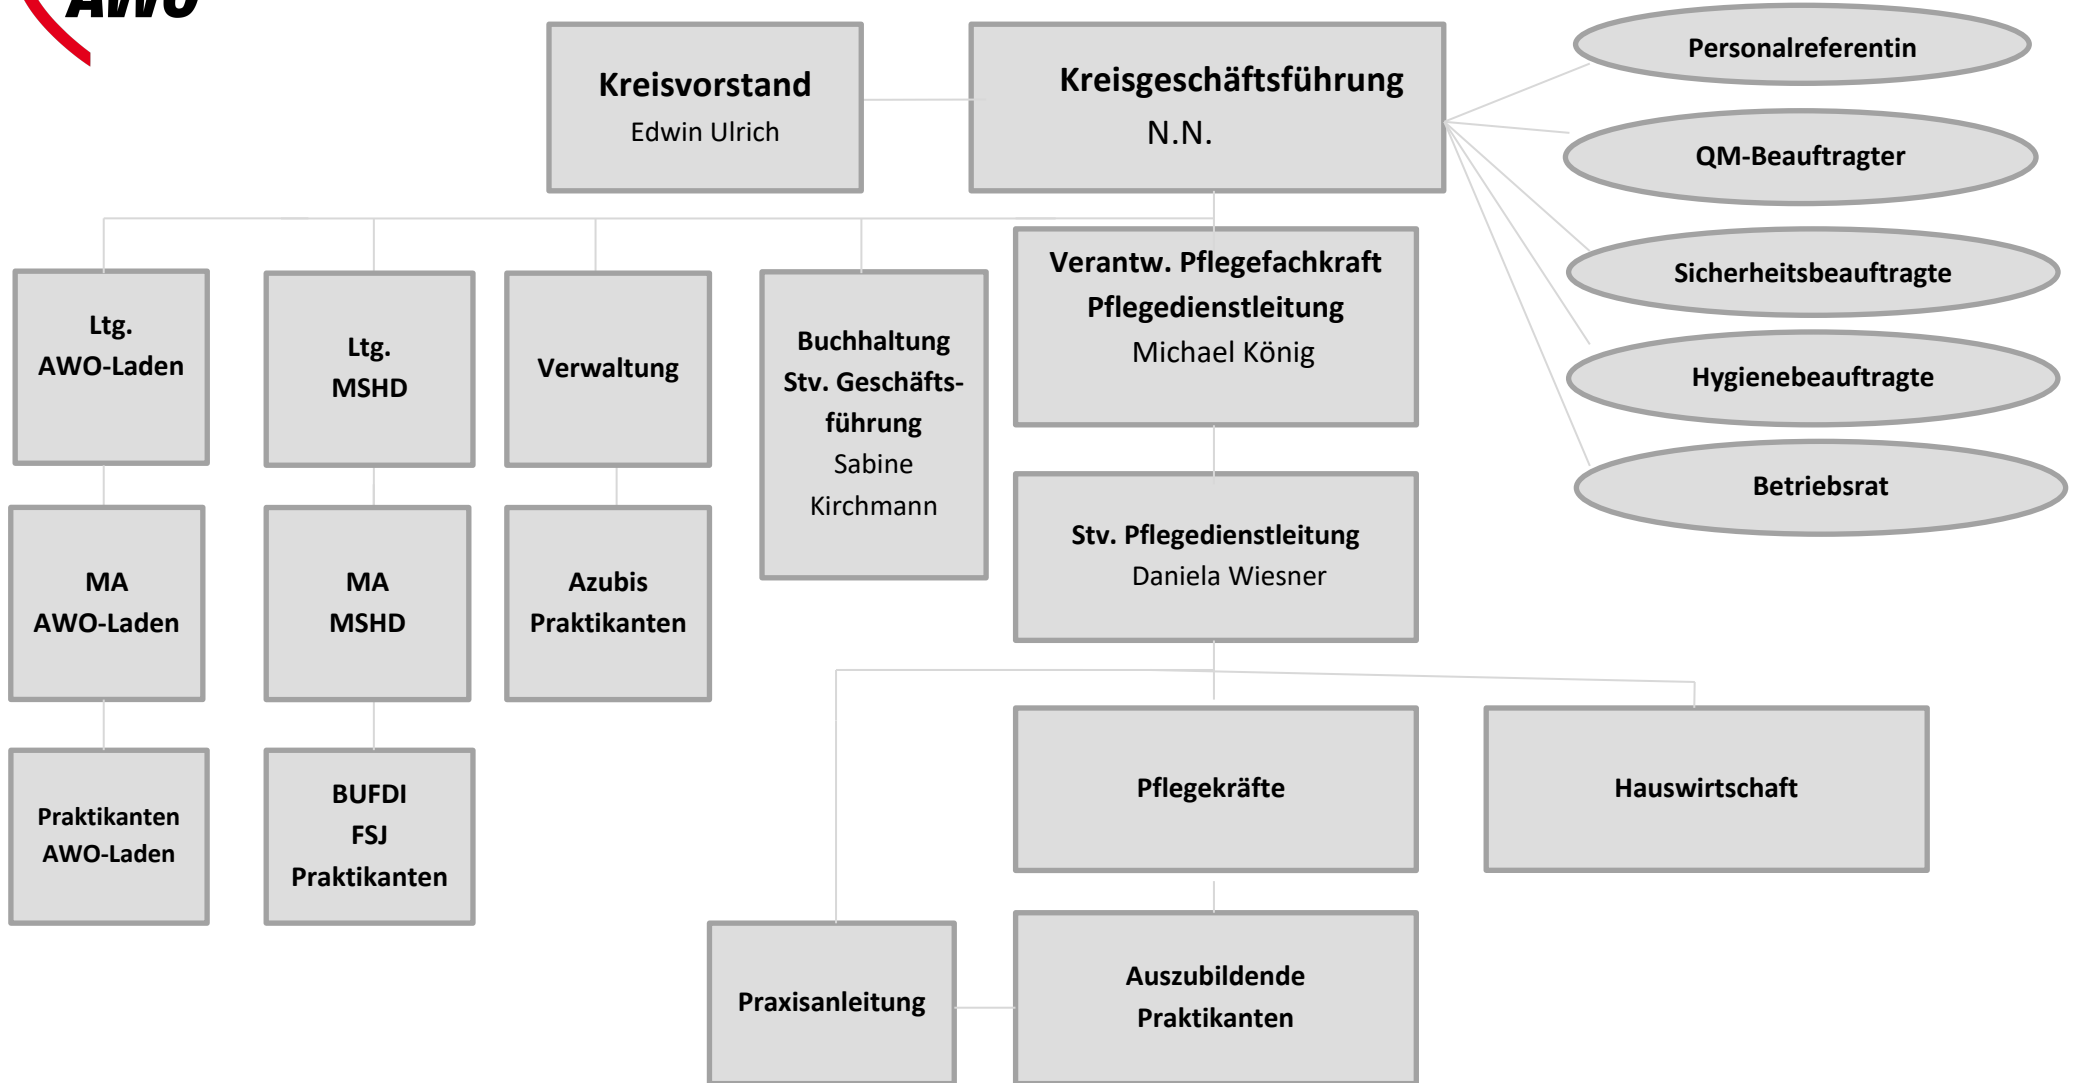 AWO
Kreisvorstand
Edwin Ulrich
Kreisgeschäftsführung
N.N.
Personalreferentin
QM-Beauftragter
Sicherheitsbeauftragte
Hygienebeauftragte
Betriebsrat
Ltg.
AWO-Laden
Ltg.
MSHD
Verwaltung
Buchhaltung
Stv. Geschäfts-
führung
Sabine
Kirchmann
Verantw. Pflegefachkraft
Pflegedienstleitung
Michael König
MA
AWO-Laden
MA
MSHD
Azubis
Praktikanten
Stv. Pflegedienstleitung
Daniela Wiesner
Praktikanten
AWO-Laden
BUFDI
FSJ
Praktikanten
Pflegekräfte
Hauswirtschaft
Praxisanleitung
Auszubildende
Praktikanten